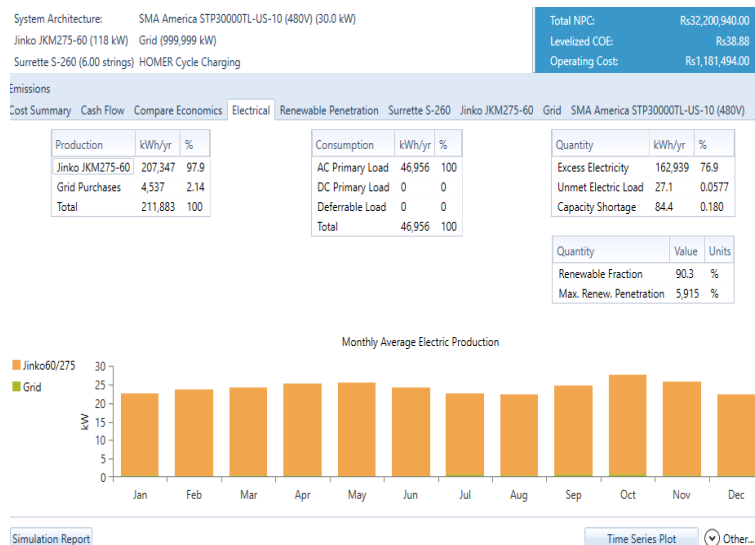 System Architecture: SMA America STP30000TL-US-10 (480V) (30.0 kW)
Jinko JKM275-60 (118 kW) Grid (999,999 kW)
Surrette S-260 (6.00 strings) HOMER Cycle Charging
Total NPC: Rs32,200,940.00
Levelized COE: Rs38.88
Operating Cost: Rs1,181,494.00
Emissions
Cost Summary Cash Flow Compare Economics Electrical Renewable Penetration Surrette S-260 Jinko JKM275-60 Grid SMA America STP30000TL-US-10 (480V)
Production kWh/yr %
Jinko JKM275-60 207,347 97.9
Grid Purchases 4,537 2.14
Total 211,883 100
Consumption kWh/yr %
AC Primary Load 46,956 100
DC Primary Load 0 0
Deferrable Load 0 0
Total 46,956 100
Quantity kWh/yr %
Excess Electricity 162,939 76.9
Unmet Electric Load 27.1 0.0577
Capacity Shortage 84.4 0.180
Quantity Value Units
Renewable Fraction 90.3 %
Max. Renew. Penetration 5,915 %
Monthly Average Electric Production
Jinko60/275
Grid
kW
30
25
20
15
10
5
0
Jan Feb Mar Apr May Jun Jul Aug Sep Oct Nov Dec
Simulation Report Time Series Plot Other...